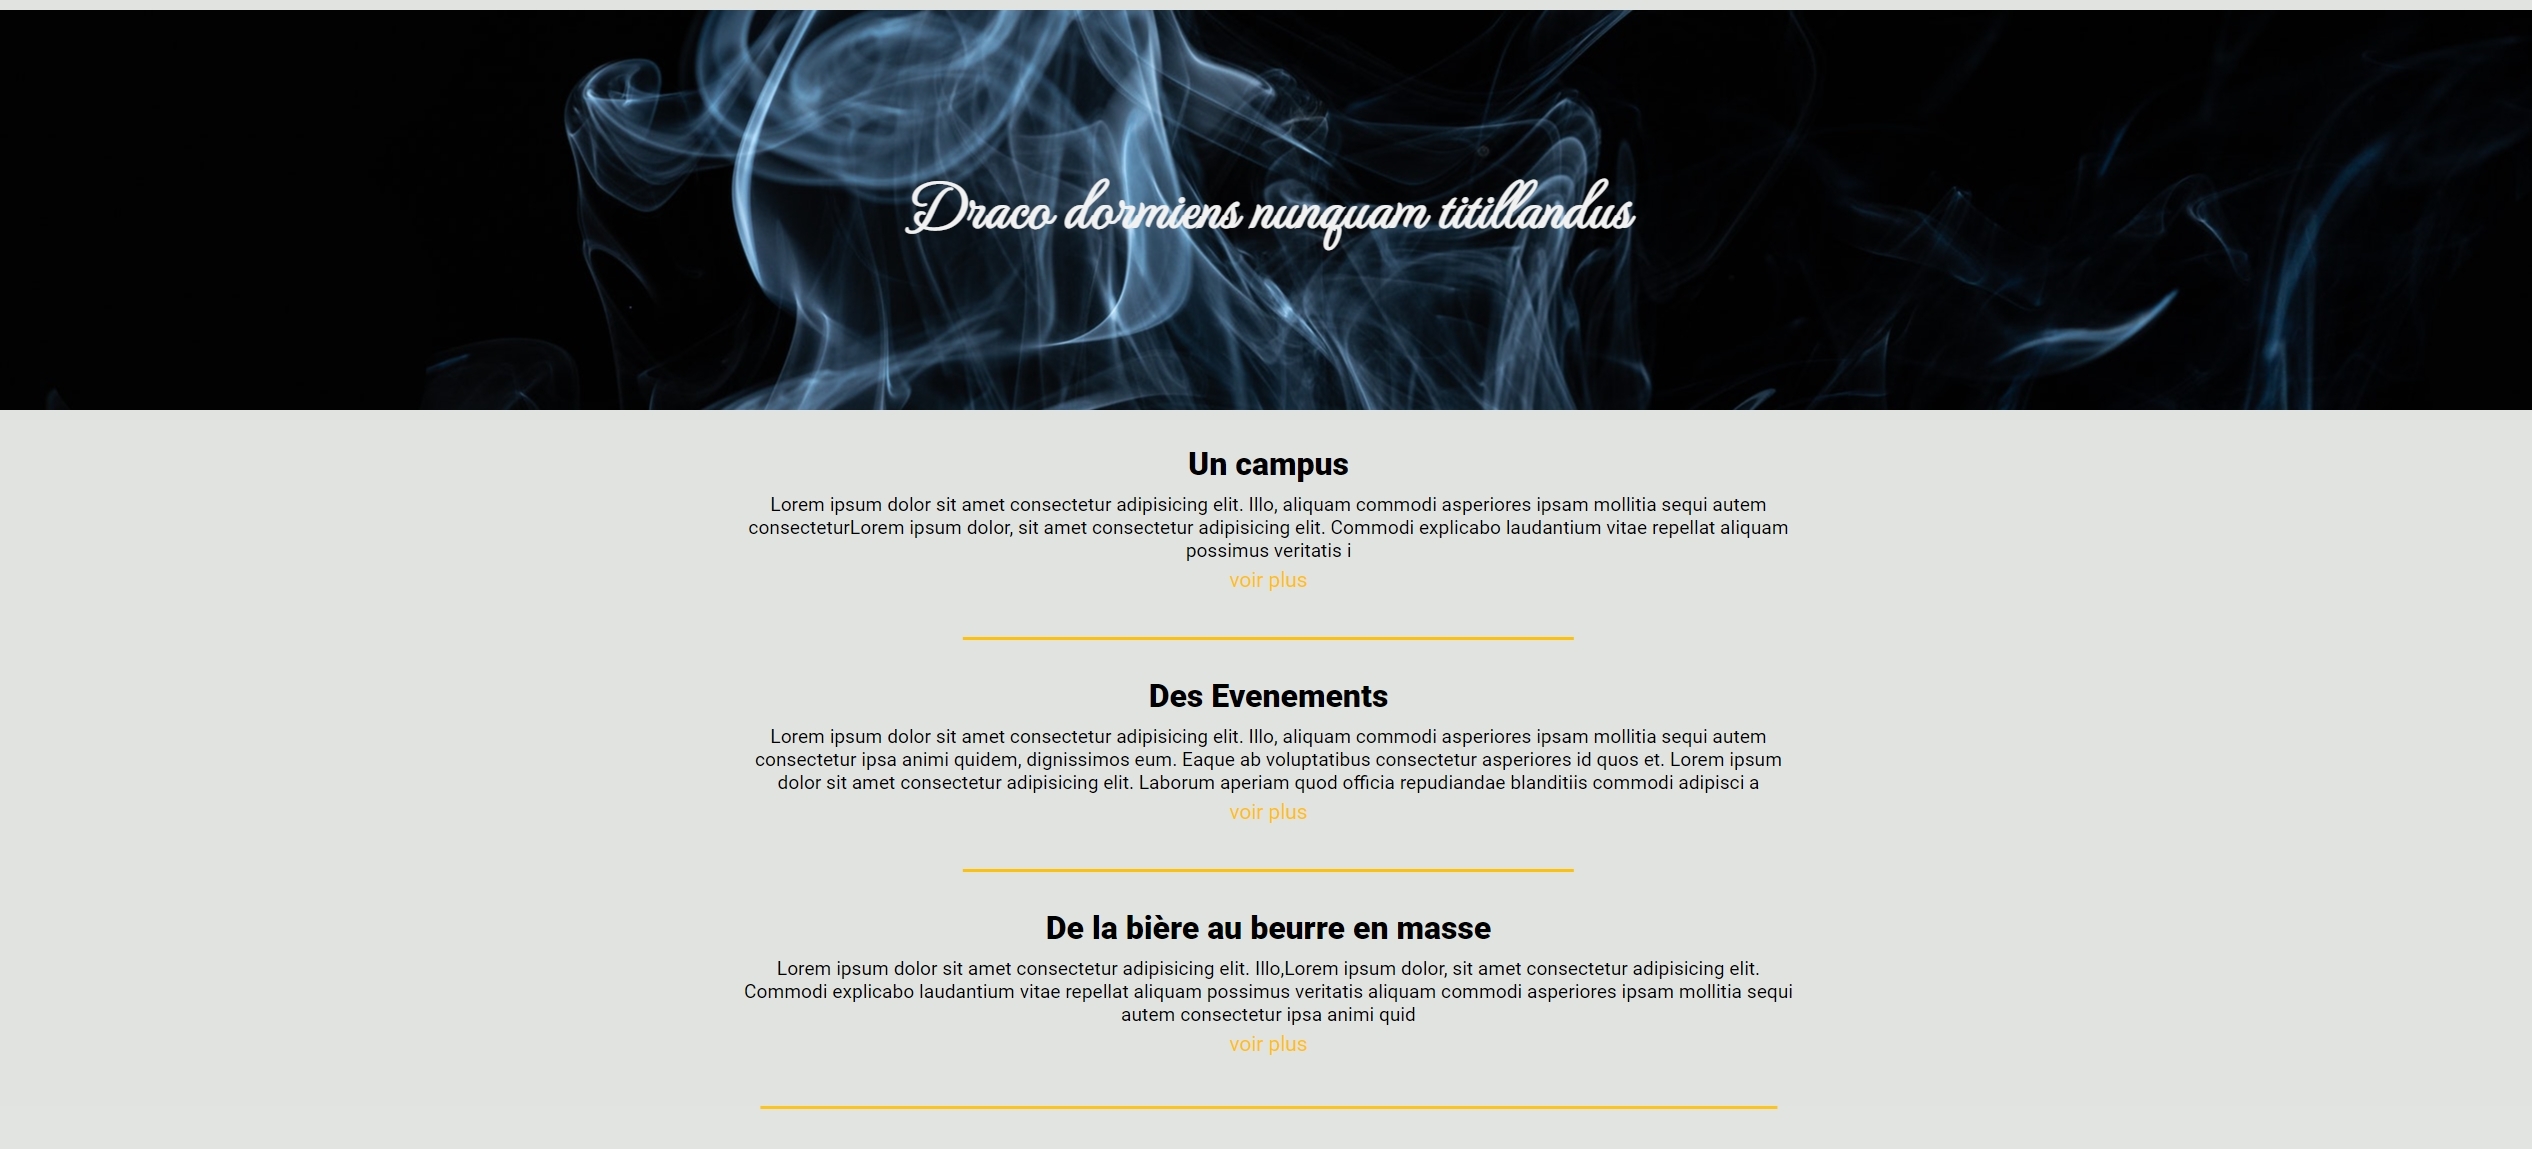 Draco dormiens nunquam titillandus
Un campus
Lorem ipsum dolor sit amet consectetur adipisicing elit. Illo, aliquam commodi asperiores ipsam mollitia sequi autem
consecteturLorem ipsum dolor, sit amet consectetur adipisicing elit. Commodi explicabo laudantium vitae repellat aliquam
possimus veritatis i
voir plus
Des Evenements
Lorem ipsum dolor sit amet consectetur adipisicing elit. Illo, aliquam commodi asperiores ipsam mollitia sequi autem
consectetur ipsa animi quidem, dignissimos eum. Eaque ab voluptatibus consectetur asperiores id quos et. Lorem ipsum
dolor sit amet consectetur adipisicing elit. Laborum aperiam quod officia repudiandae blanditiis commodi adipisci a
voir plus
De la bière au beurre en masse
Lorem ipsum dolor sit amet consectetur adipisicing elit. Illo,Lorem ipsum dolor, sit amet consectetur adipisicing elit.
Commodi explicabo laudantium vitae repellat aliquam possimus veritatis aliquam commodi asperiores ipsam mollitia sequi
autem consectetur ipsa animi quid
voir plus